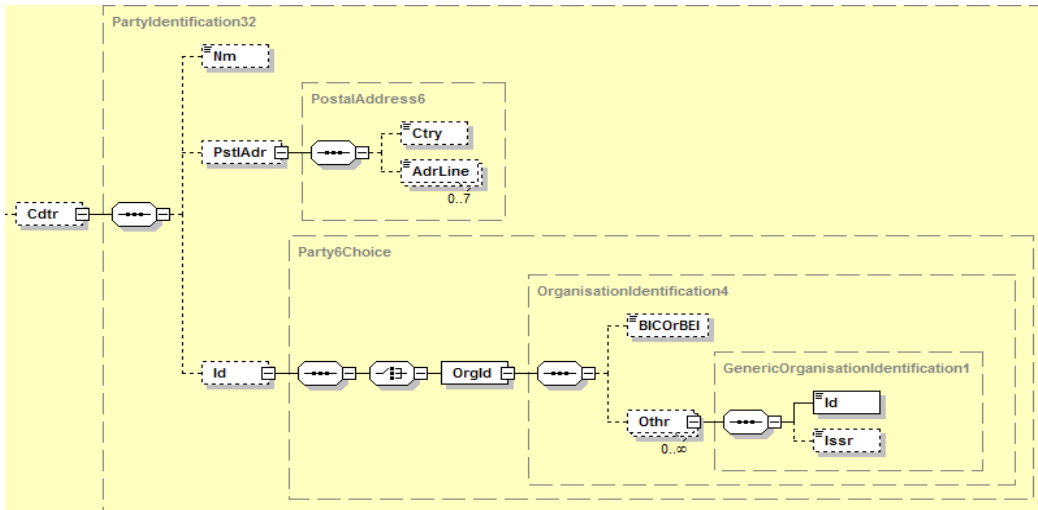 PartyIdentification32
Nm
PostalAddress6
Ctry
PstlAdr
AdrLine
0..7
Cdtr
Party6Choice
OrganisationIdentification4
BICOrBEI
GenericOrganisationIdentification1
Id
OrgId
Id
Othr
0..∞
Issr